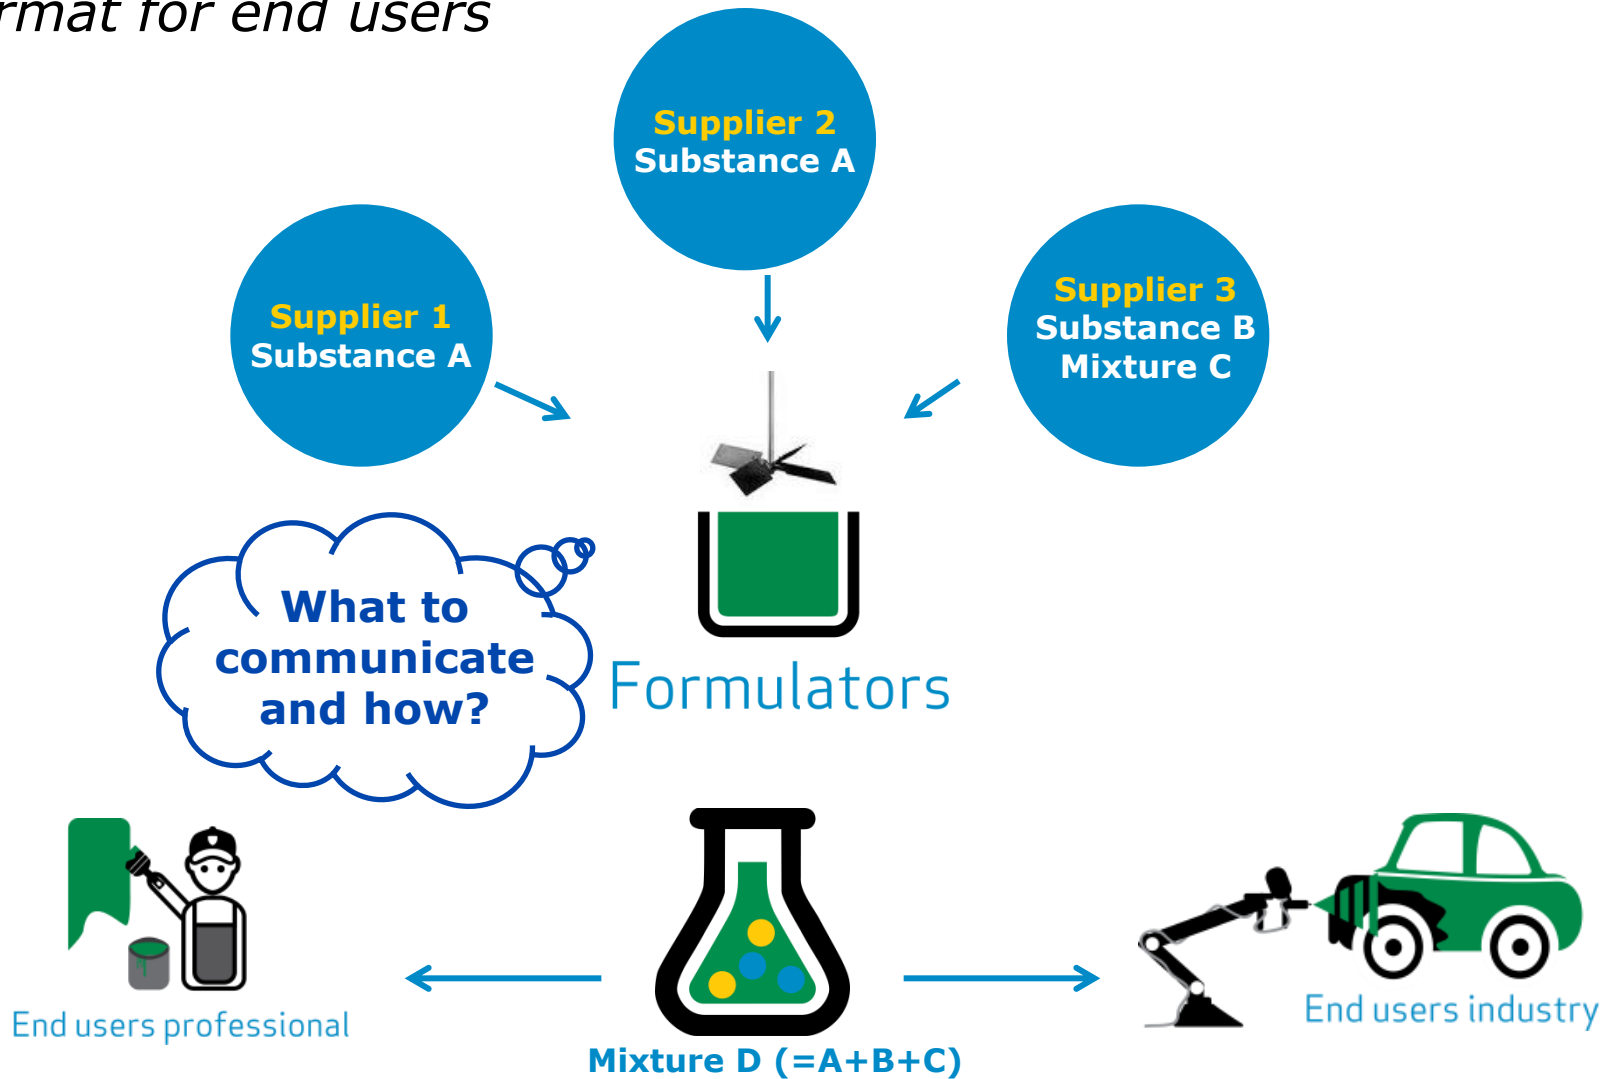 format for end users
Supplier 2
Substance A
Supplier 1
Substance A
Supplier 3
Substance B
Mixture C
What to
communicate
and how?
Formulators
End users professional
End users industry
Mixture D (=A+B+C)